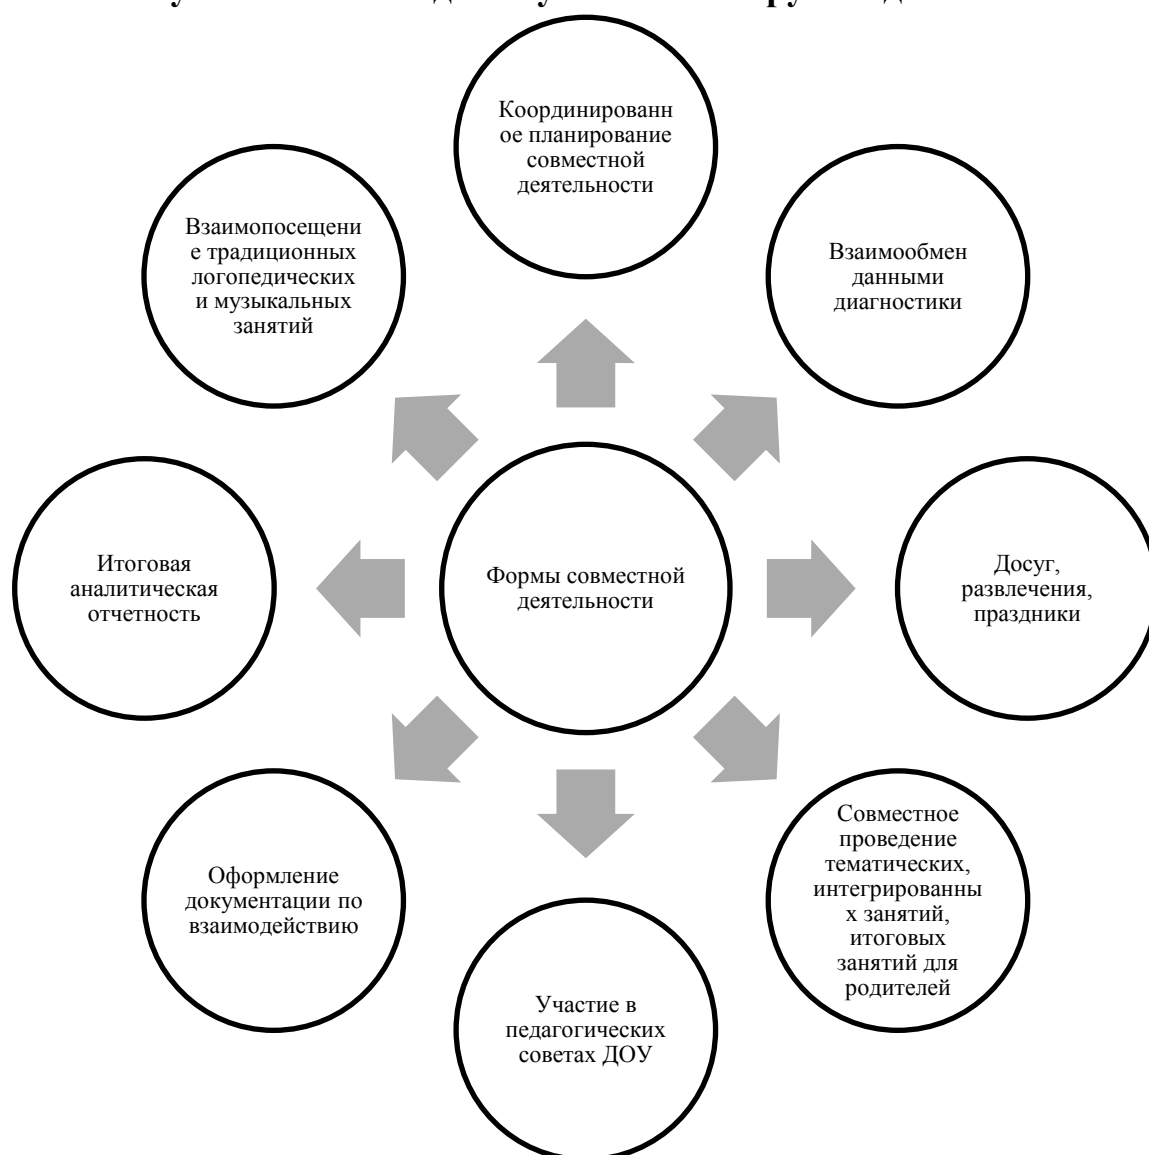 Координированн
ое планирование
совместной
деятельности
Взаимопосещени
е традиционных
логопедических
и музыкальных
занятий
Взаимообмен
данными
диагностики
Итоговая
аналитическая
отчетность
Формы совместной
деятельности
Досуг,
развлечения,
праздники
Оформление
документации по
взаимодействию
Совместное
проведение
тематических,
интегрированны
х занятий,
итоговых
занятий для
родителей
Участие в
педагогических
советах ДОУ